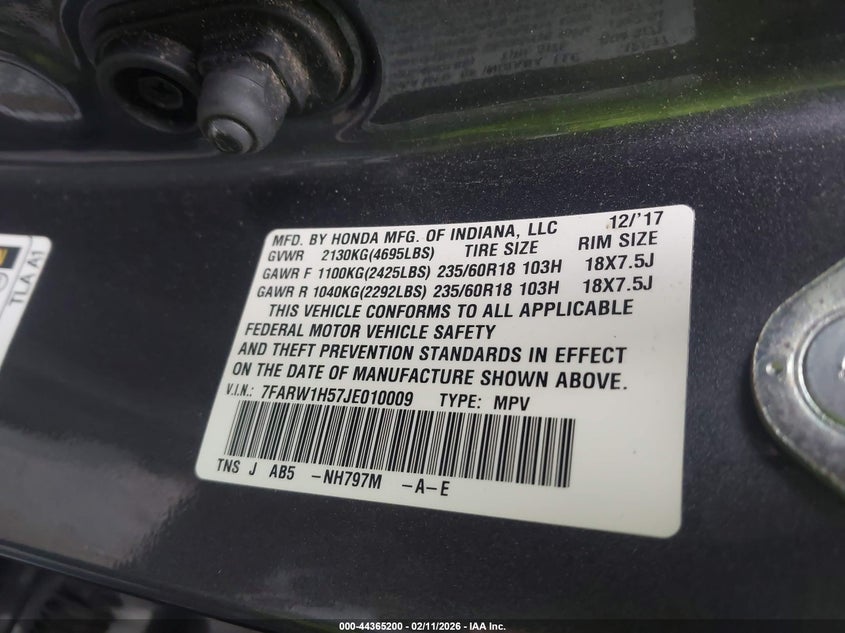 MFD. BY HONDA MFG. OF INDIANA, LLC 12/'17
GVWR 2130KG(4695LBS) TIRE SIZE RIM SIZE
GAWR F 1100KG(2425LBS) 235/60R18 103H 18X7.5J
GAWR R 1040KG(2292LBS) 235/60R18 103H 18X7.5J
THIS VEHICLE CONFORMS TO ALL APPLICABLE
FEDERAL MOTOR VEHICLE SAFETY
AND THEFT PREVENTION STANDARDS IN EFFECT
ON THE DATE OF MANUFACTURE SHOWN ABOVE.
V.I.N.: 7FARW1H57JE010009 TYPE: MPV
TNS J AB5 -NH797M -A-E
TLA A1
000-44365200 - 02/11/2026 - IAA Inc.